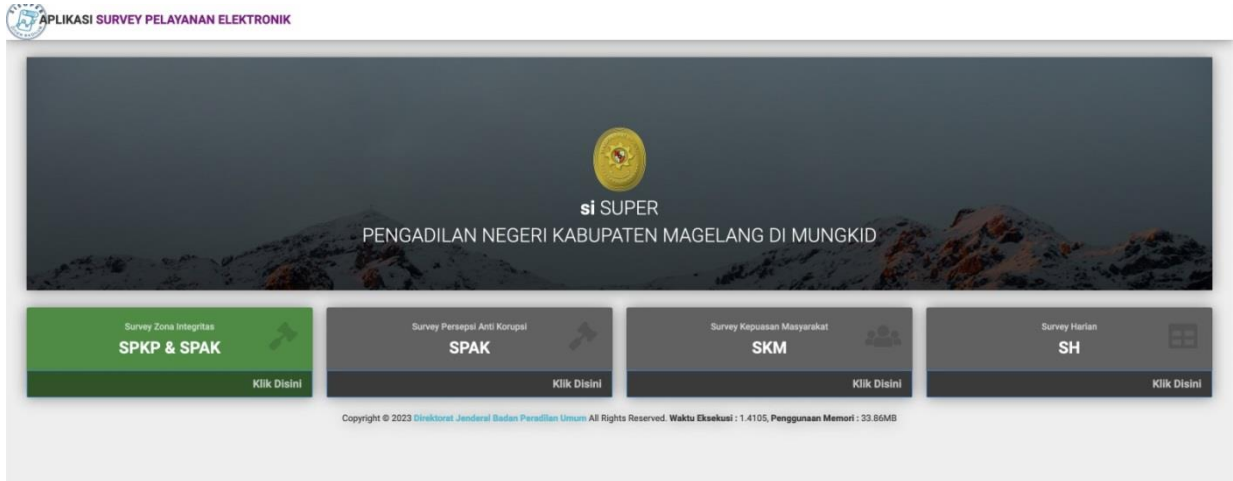 APLIKASI SURVEY PELAYANAN ELEKTRONIK
si SUPER
PENGADILAN NEGERI KABUPATEN MAGELANG DI MUNGKID
Survey Zona Integritas
SPKP & SPAK
Klik Disini
Survey Persepsi Anti Korupsi
SPAK
Klik Disini
Survey Kepuasan Masyarakat
SKM
Klik Disini
Survey Harian
SH
Klik Disini
Copyright © 2023 Direktorat Jenderal Badan Peradilan Umum All Rights Reserved. Waktu Eksekusi : 1.4105, Penggunaan Memori : 33.86MB